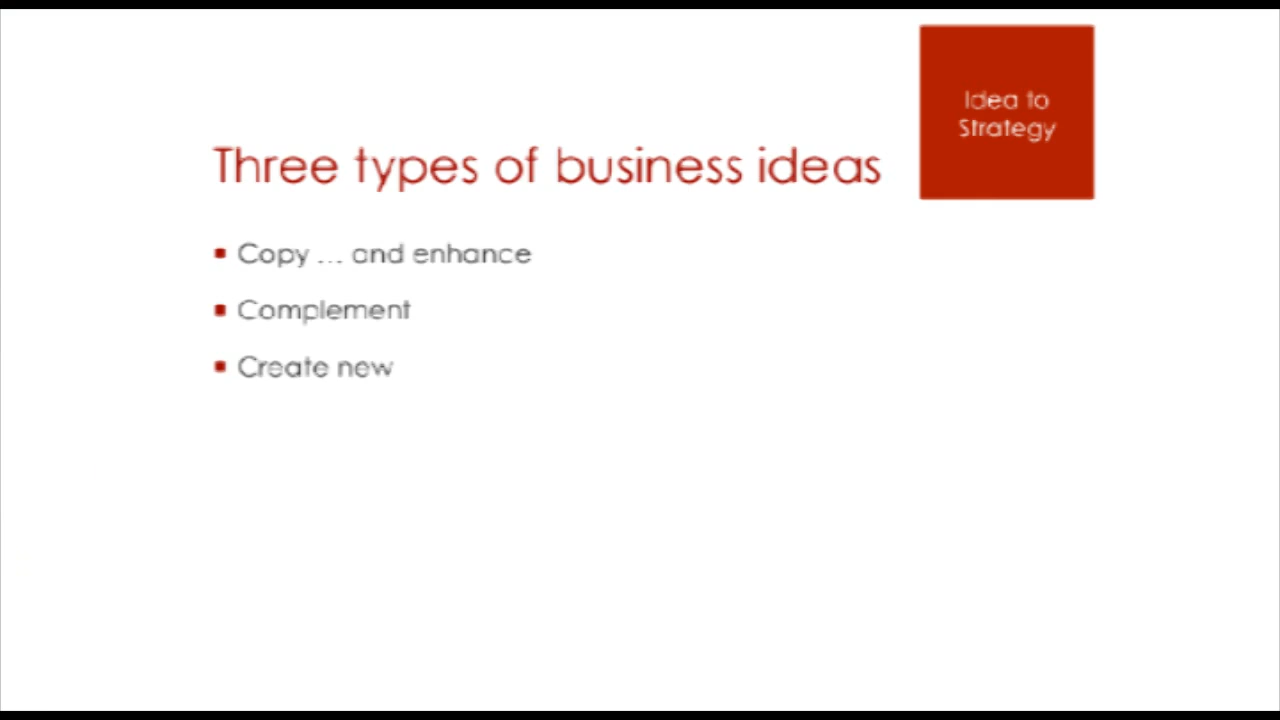 Idea to
Strategy
Three types of business ideas
Copy ... and enhance
Complement
Create new